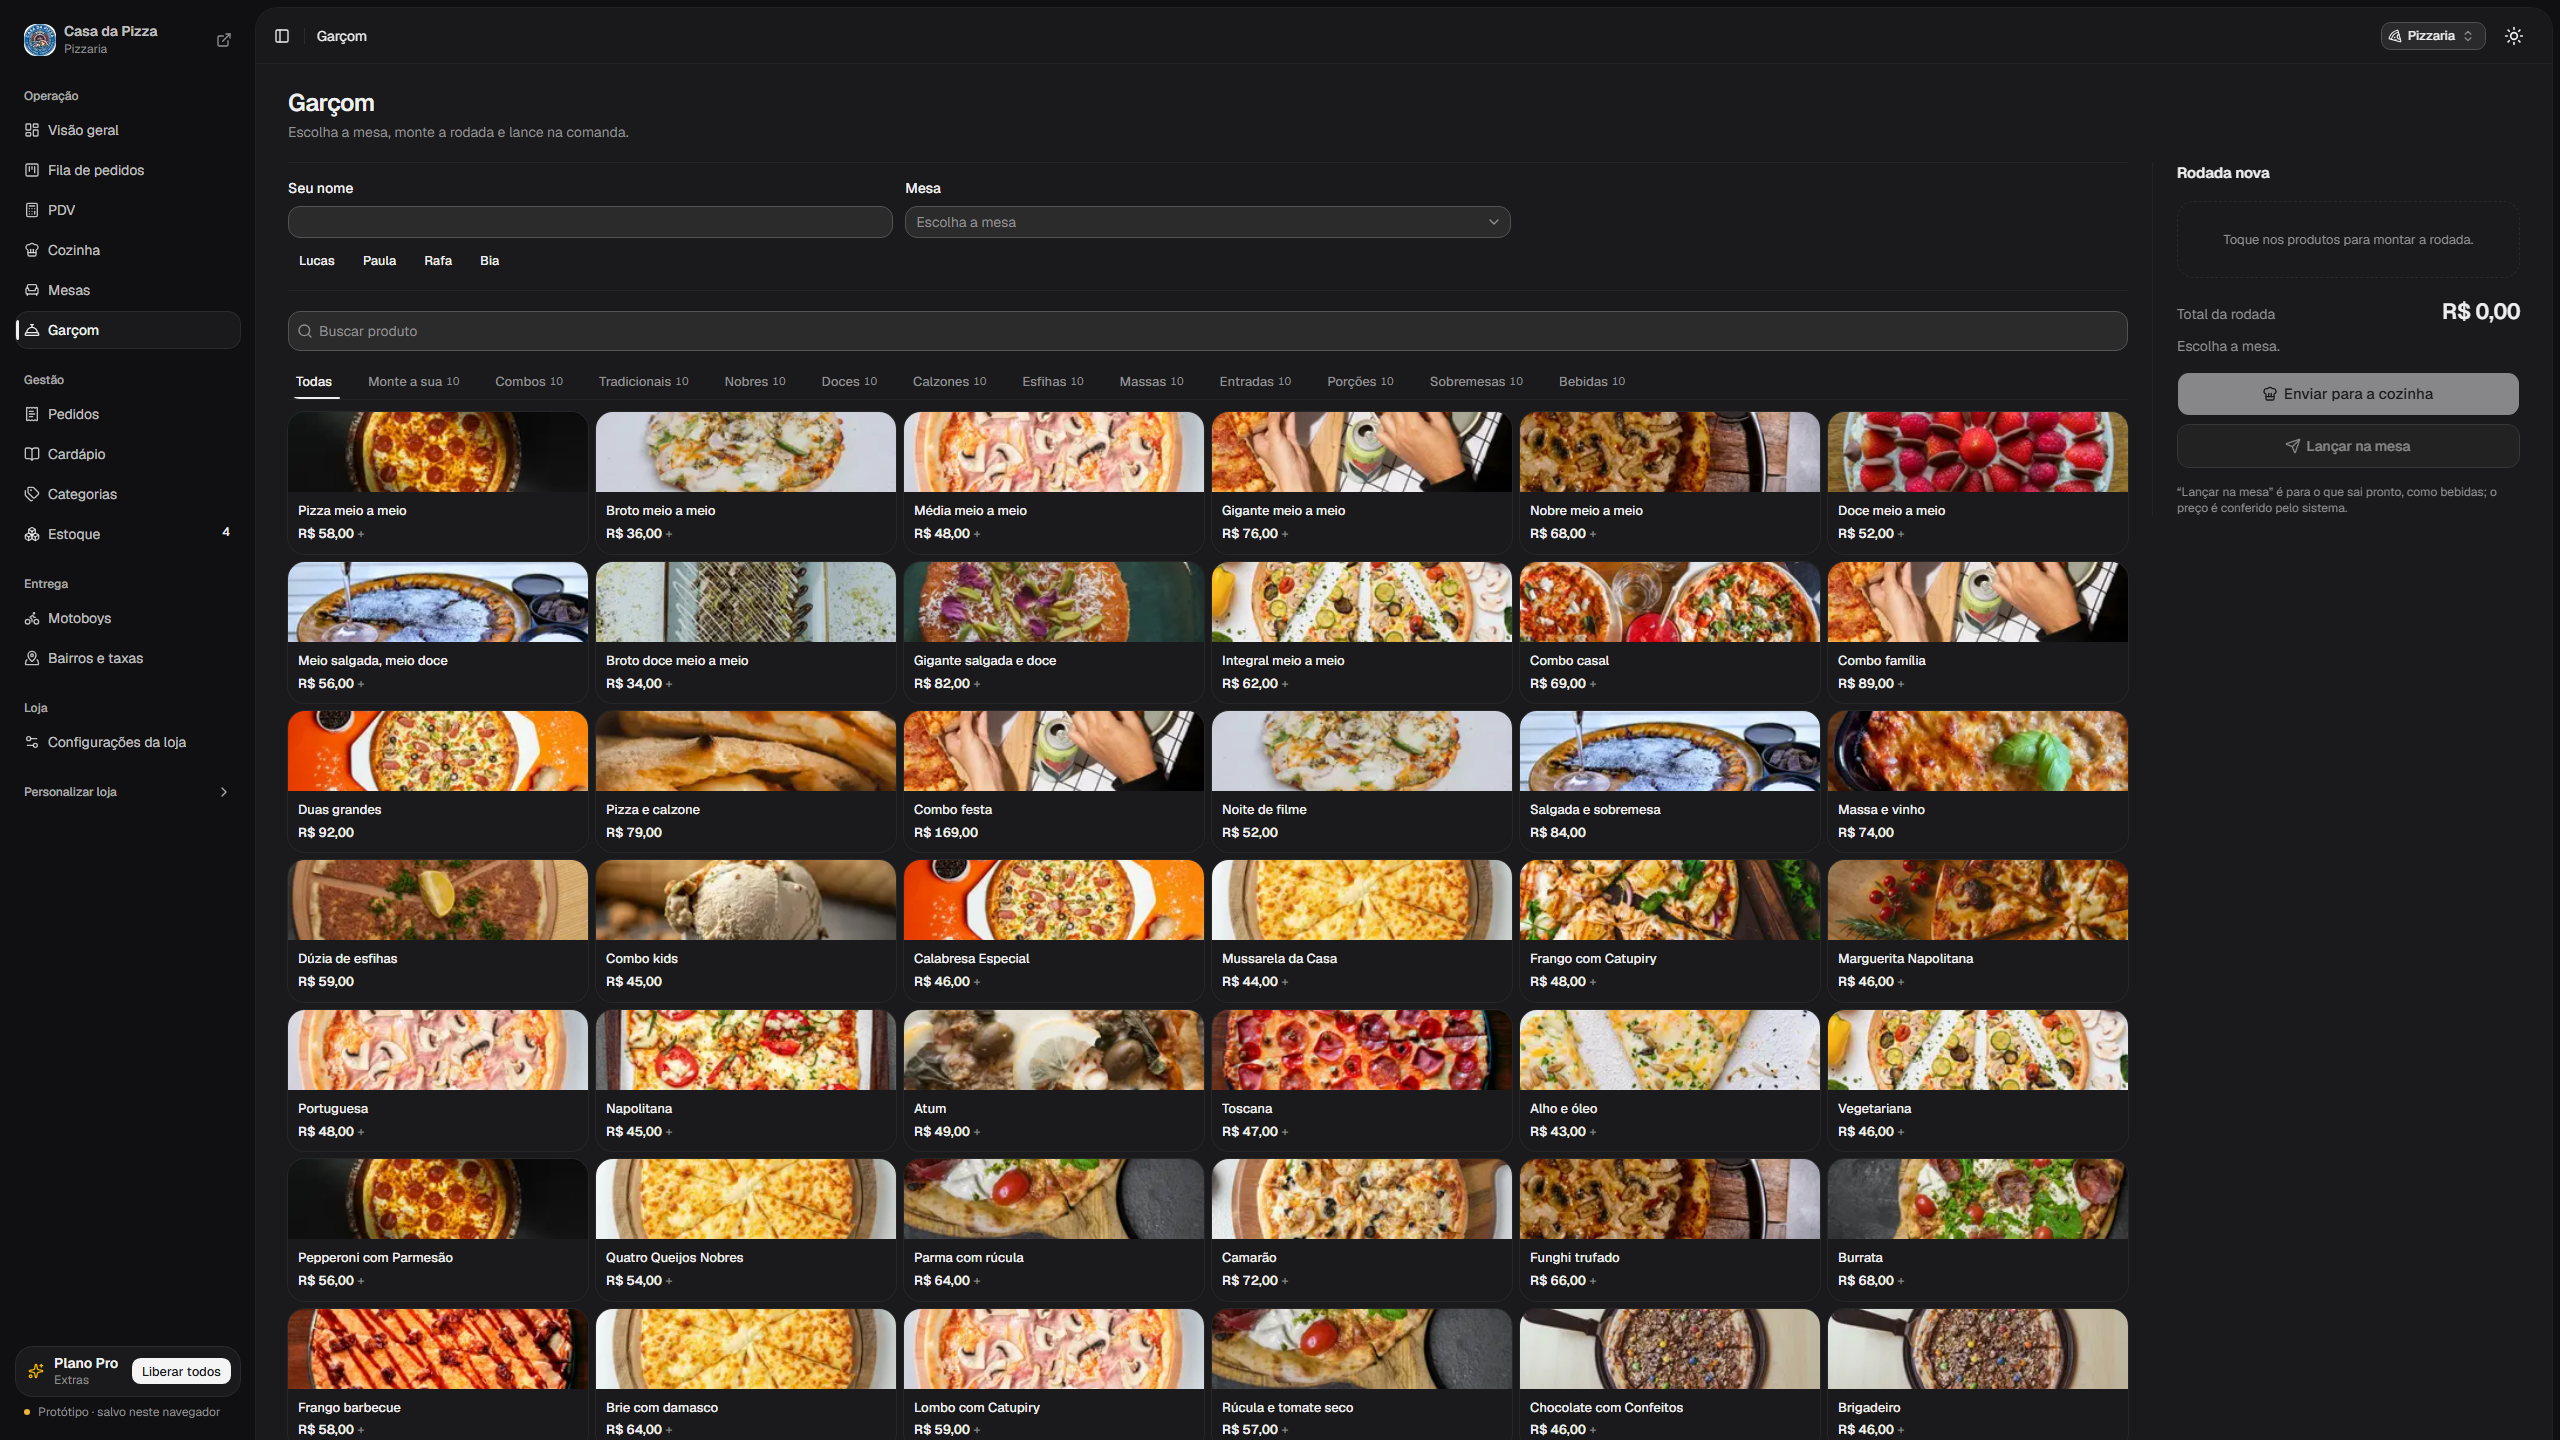 Casa da Pizza
Pizzaria
Operação
Visão geral
Fila de pedidos
PDV
Cozinha
Mesas
Garçom
Gestão
Pedidos
Cardápio
Categorias
Estoque 4
Entrega
Motoboys
Bairros e taxas
Loja
Configurações da loja
Personalizar loja
Plano Pro
Extras
Liberar todos
Protótipo · salvo neste navegador
Garçom
Pizzaria
Garçom
Escolha a mesa, monte a rodada e lance na comanda.
Seu nome
Mesa
Escolha a mesa
Lucas Paula Rafa Bia
Buscar produto
Todas Monte a sua 10 Combos 10 Tradicionais 10 Nobres 10 Doces 10 Calzones 10 Esfihas 10 Massas 10 Entradas 10 Porções 10 Sobremesas 10 Bebidas 10
Pizza meio a meio
R$ 58,00 +
Broto meio a meio
R$ 36,00 +
Média meio a meio
R$ 48,00 +
Gigante meio a meio
R$ 76,00 +
Nobre meio a meio
R$ 68,00 +
Doce meio a meio
R$ 52,00 +
Meio salgada, meio doce
R$ 56,00 +
Broto doce meio a meio
R$ 34,00 +
Gigante salgada e doce
R$ 82,00 +
Integral meio a meio
R$ 62,00 +
Combo casal
R$ 69,00 +
Combo família
R$ 89,00 +
Duas grandes
R$ 92,00
Pizza e calzone
R$ 79,00
Combo festa
R$ 169,00
Noite de filme
R$ 52,00
Salgada e sobremesa
R$ 84,00
Massa e vinho
R$ 74,00
Dúzia de esfihas
R$ 59,00
Combo kids
R$ 45,00
Calabresa Especial
R$ 46,00 +
Mussarela da Casa
R$ 44,00 +
Frango com Catupiry
R$ 48,00 +
Marguerita Napolitana
R$ 46,00 +
Portuguesa
R$ 48,00 +
Napolitana
R$ 45,00 +
Atum
R$ 49,00 +
Toscana
R$ 47,00 +
Alho e óleo
R$ 43,00 +
Vegetariana
R$ 46,00 +
Pepperoni com Parmesão
R$ 56,00 +
Quatro Queijos Nobres
R$ 54,00 +
Parma com rúcula
R$ 64,00 +
Camarão
R$ 72,00 +
Funghi trufado
R$ 66,00 +
Burrata
R$ 68,00 +
Frango barbecue
R$ 58,00 +
Brie com damasco
R$ 64,00 +
Lombo com Catupiry
R$ 59,00 +
Rúcula e tomate seco
R$ 57,00 +
Chocolate com Confeitos
R$ 46,00 +
Brigadeiro
R$ 46,00 +
Rodada nova
Toque nos produtos para montar a rodada.
Total da rodada R$ 0,00
Escolha a mesa.
Enviar para a cozinha
Lançar na mesa
“Lançar na mesa” é para o que sai pronto, como bebidas; o
preço é conferido pelo sistema.